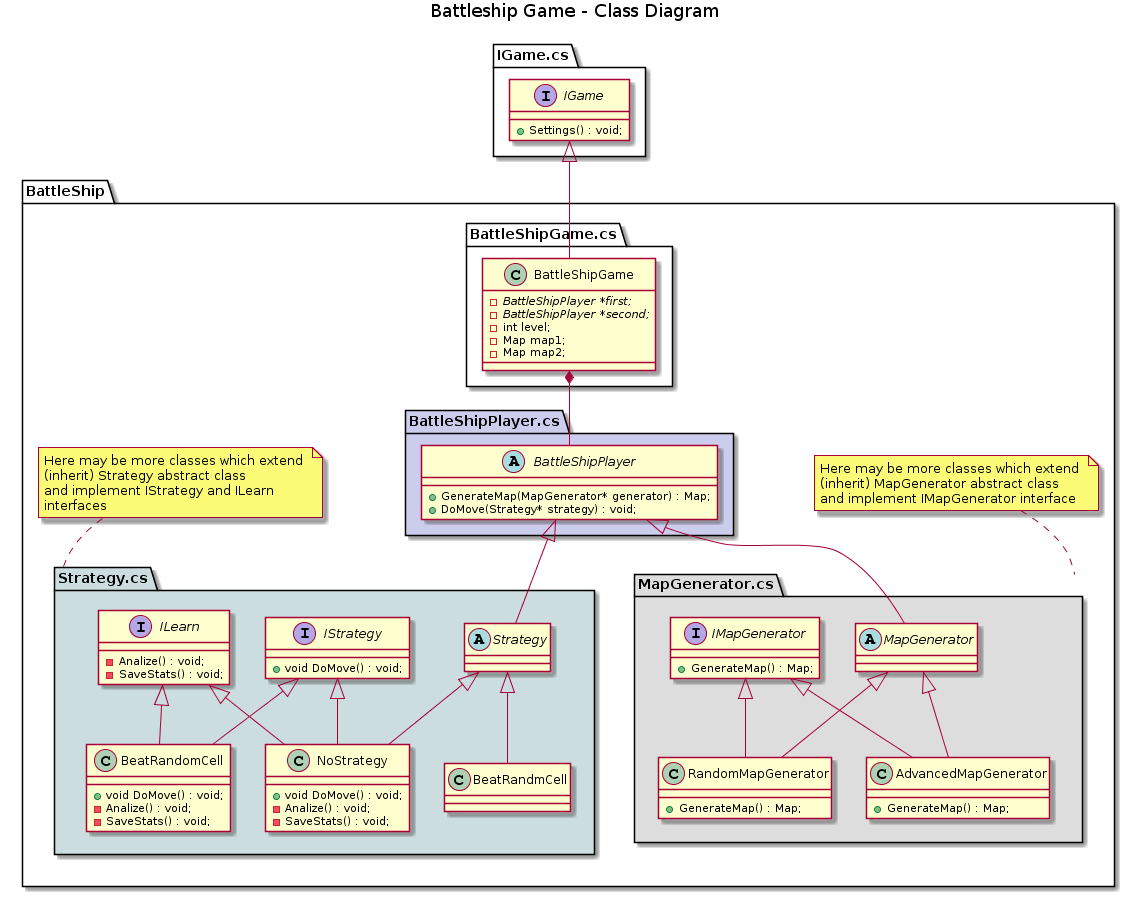 Battleship Game - Class Diagram
IGame.cs
I IGame
Settings() : void;
BattleShip
BattleShipGame.cs
C BattleShipGame
BattleShipPlayer *first;
BattleShipPlayer *second;
int level;
Map map1;
Map map2;
BattleShipPlayer.cs
A BattleShipPlayer
GenerateMap(MapGenerator* generator) : Map;
DoMove(Strategy* strategy) : void;
Here may be more classes which extend
(inherit) Strategy abstract class
and implement IStrategy and ILearn
interfaces
Here may be more classes which extend
(inherit) MapGenerator abstract class
and implement IMapGenerator interface
Strategy.cs
I ILearn
Analize() : void;
SaveStats() : void;
I IStrategy
void DoMove() : void;
A Strategy
C BeatRandomCell
void DoMove() : void;
Analize() : void;
SaveStats() : void;
C NoStrategy
void DoMove() : void;
Analize() : void;
SaveStats() : void;
C BeatRandmCell
MapGenerator.cs
I IMapGenerator
GenerateMap() : Map;
A MapGenerator
C RandomMapGenerator
GenerateMap() : Map;
C AdvancedMapGenerator
GenerateMap() : Map;